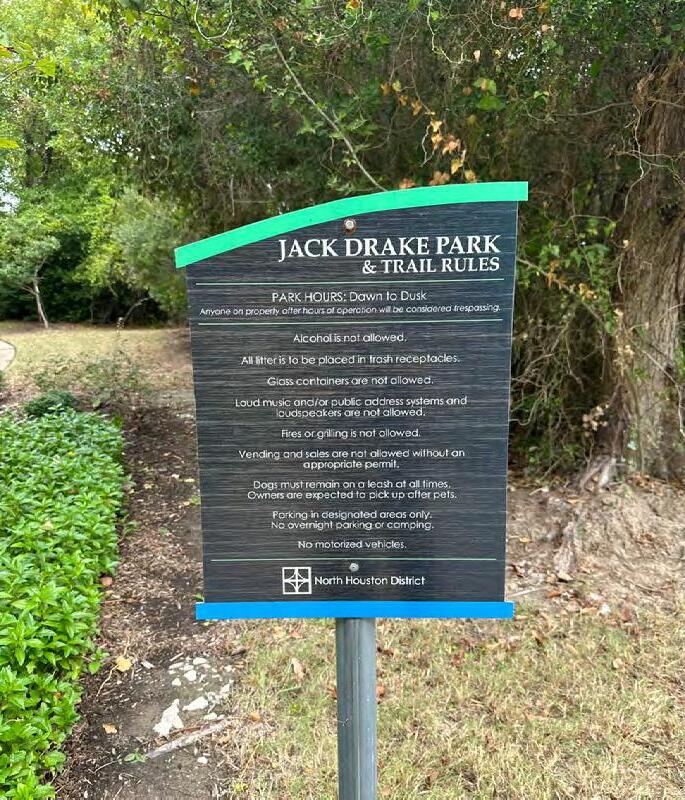 JACK DRAKE PARK
& TRAIL RULES
PARK HOURS: Dawn to Dusk
Anyone on property after hours of operation will be considered trespassing.
Alcohol is not allowed.
All litter is to be placed in trash receptacles.
Glass containers are not allowed.
Loud music and/or public address systems and
loudspeakers are not allowed.
Fires or grilling is not allowed.
Vending and sales are not allowed without an
appropriate permit.
Dogs must remain on a leash at all times.
Owners are expected to pick up after pets.
Parking in designated areas only.
No overnight parking or camping.
No motorized vehicles.
North Houston District